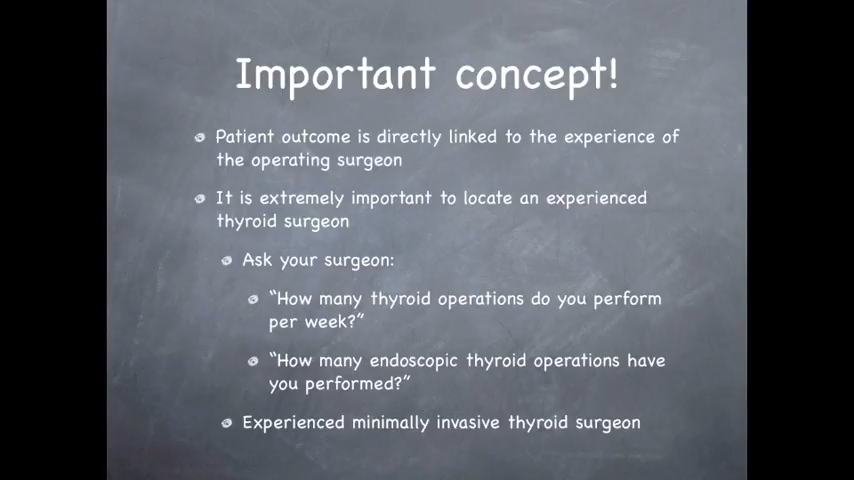 Important concept!
Patient outcome is directly linked to the experience of
the operating surgeon
It is extremely important to locate an experienced
thyroid surgeon
Ask your surgeon:
“How many thyroid operations do you perform
per week?”
“How many endoscopic thyroid operations have
you performed?”
Experienced minimally invasive thyroid surgeon